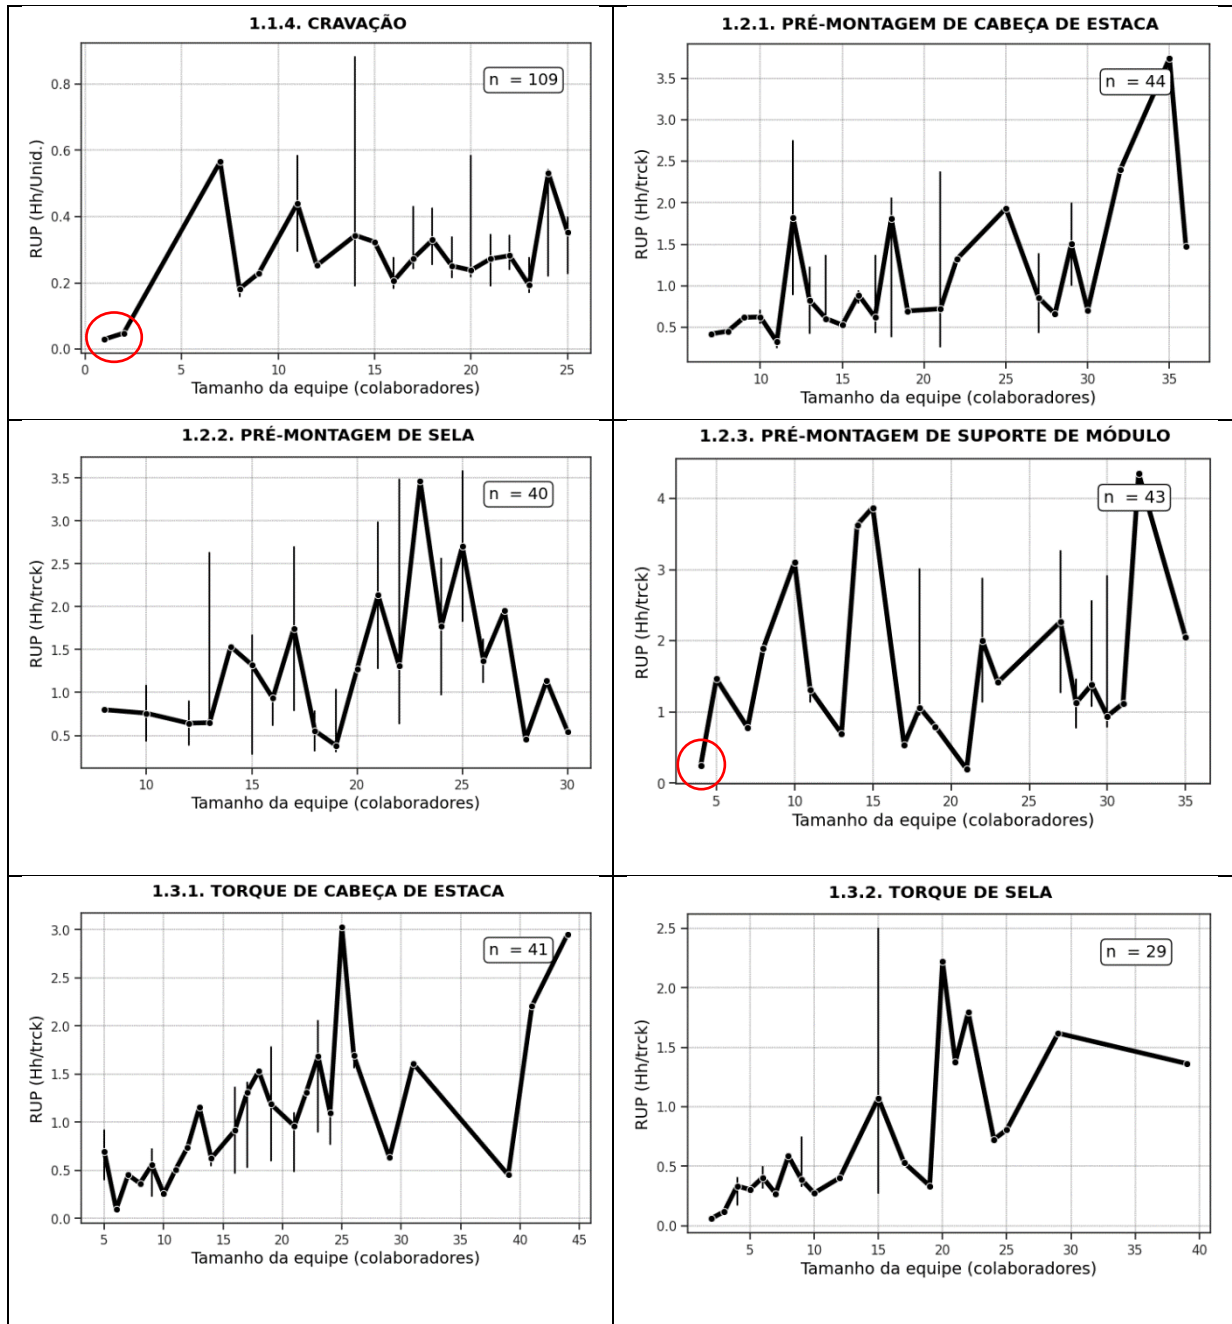 1.1.4. CRAVAÇÃO
n = 109
RUP (Hh/Unid.)
0.8
0.6
0.4
0.2
0.0
0 5 10 15 20 25
Tamanho da equipe (colaboradores)
1.2.1. PRÉ-MONTAGEM DE CABEÇA DE ESTACA
n = 44
RUP (Hh/trck)
3.5
3.0
2.5
2.0
1.5
1.0
0.5
10 15 20 25 30 35
Tamanho da equipe (colaboradores)
1.2.2. PRÉ-MONTAGEM DE SELA
n = 40
RUP (Hh/trck)
3.5
3.0
2.5
2.0
1.5
1.0
0.5
10 15 20 25 30
Tamanho da equipe (colaboradores)
1.2.3. PRÉ-MONTAGEM DE SUPORTE DE MÓDULO
n = 43
RUP (Hh/trck)
4
3
2
1
0
5 10 15 20 25 30 35
Tamanho da equipe (colaboradores)
1.3.1. TORQUE DE CABEÇA DE ESTACA
n = 41
RUP (Hh/trck)
3.0
2.5
2.0
1.5
1.0
0.5
0.0
5 10 15 20 25 30 35 40 45
Tamanho da equipe (colaboradores)
1.3.2. TORQUE DE SELA
n = 29
RUP (Hh/trck)
2.5
2.0
1.5
1.0
0.5
0.0
5 10 15 20 25 30 35 40
Tamanho da equipe (colaboradores)